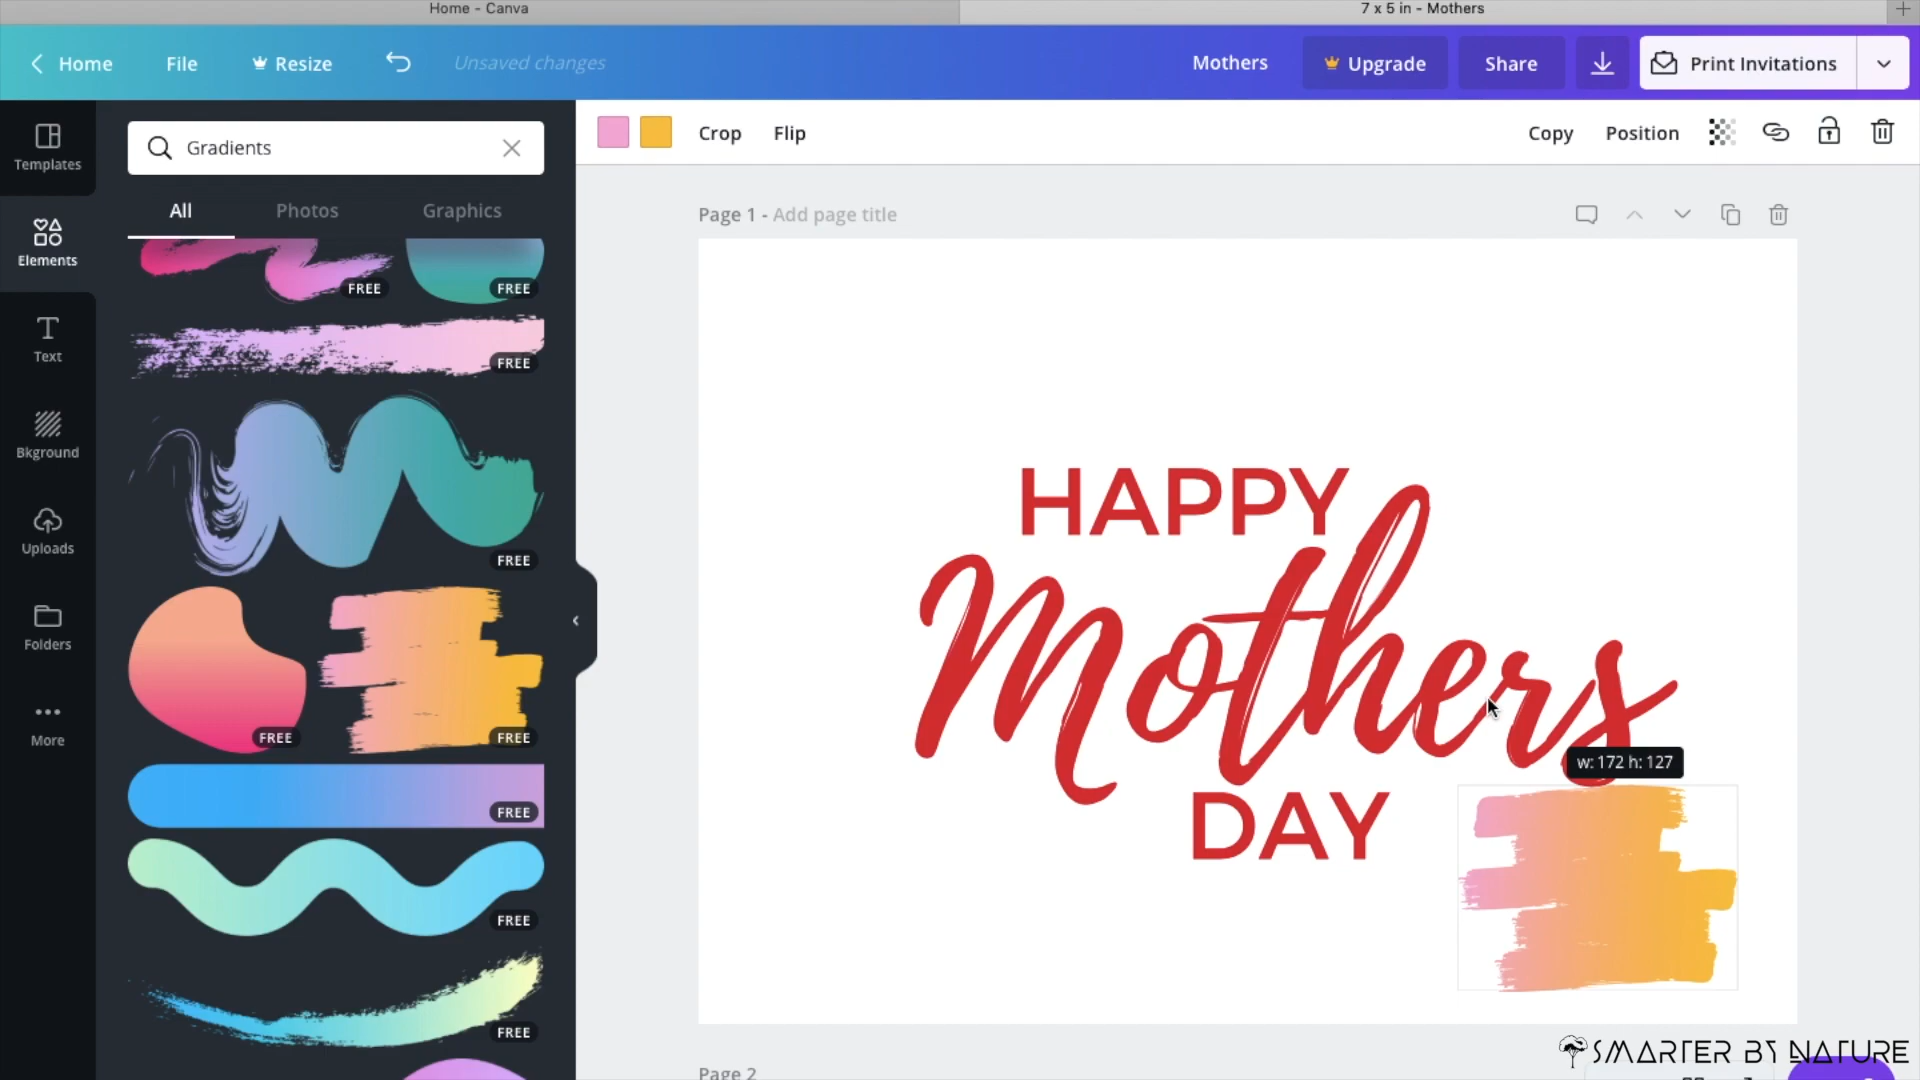 Home - Canva
7 x 5 in - Mothers
Home
File
Resize
Unsaved changes
Mothers
Upgrade
Share
Print Invitations
Templates
Elements
Text
Bkground
Uploads
Folders
More
Gradients
All
Photos
Graphics
FREE
FREE
FREE
FREE
FREE
FREE
FREE
FREE
FREE
Crop
Flip
Copy
Position
Page 1 - Add page title
HAPPY
Mothers
DAY
w: 172 h: 127
SMARTER BY NATURE
Page 2